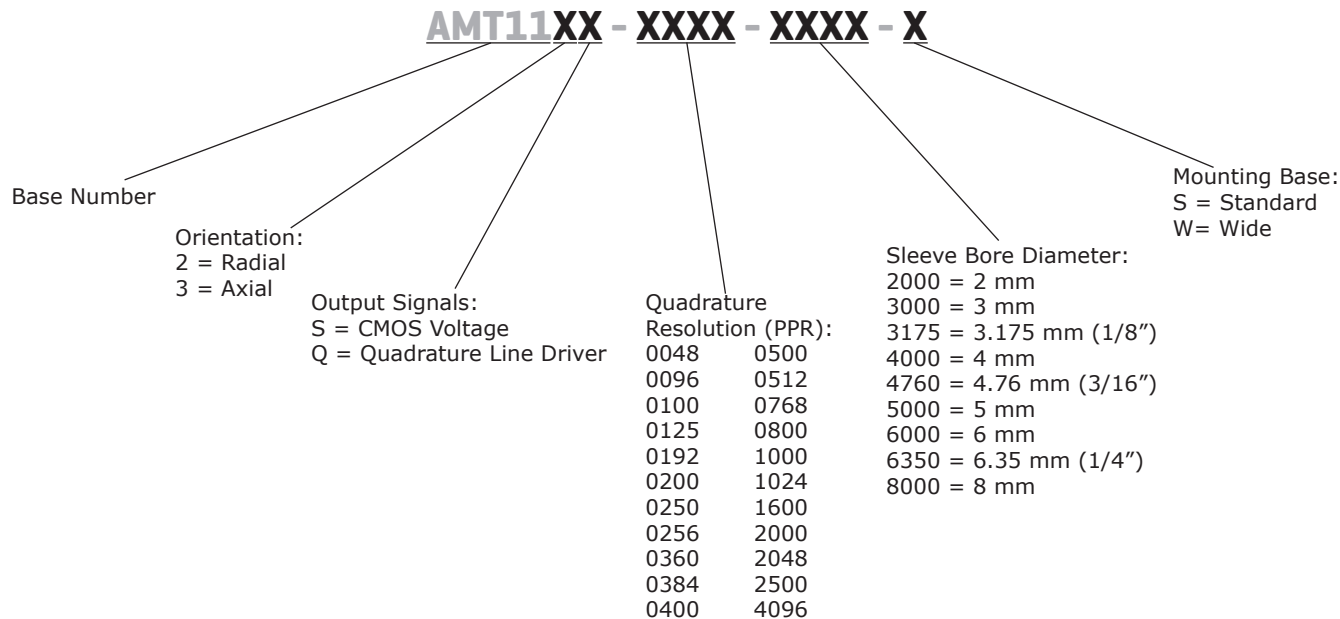 AMT11XX - XXXX - XXXX - X
Base Number
Orientation:
2 = Radial
3 = Axial
Output Signals:
S = CMOS Voltage
Q = Quadrature Line Driver
Quadrature
Resolution (PPR):
0048 0500
0096 0512
0100 0768
0125 0800
0192 1000
0200 1024
0250 1600
0256 2000
0360 2048
0384 2500
0400 4096
Sleeve Bore Diameter:
2000 = 2 mm
3000 = 3 mm
3175 = 3.175 mm (1/8″)
4000 = 4 mm
4760 = 4.76 mm (3/16″)
5000 = 5 mm
6000 = 6 mm
6350 = 6.35 mm (1/4″)
8000 = 8 mm
Mounting Base:
S = Standard
W= Wide